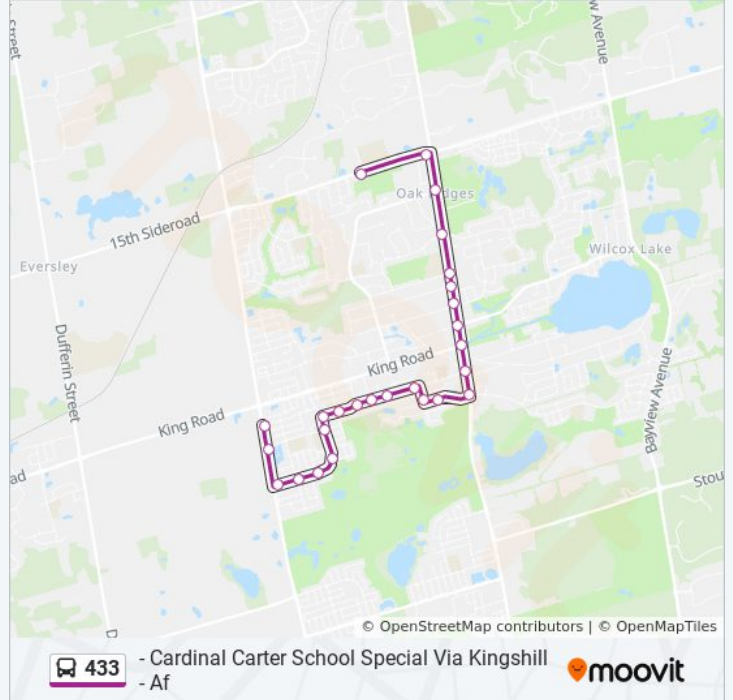 Street
w Avenue
Oak Ridges
15th Sideroad
Wilcox Lake
Eversley
Dufferin Street
King Road
Bayview Avenue
King Road
ad
Stou
D
© OpenStreetMap contributors | © OpenMapTiles
433
- Cardinal Carter School Special Via Kingshill
- Af
moovit